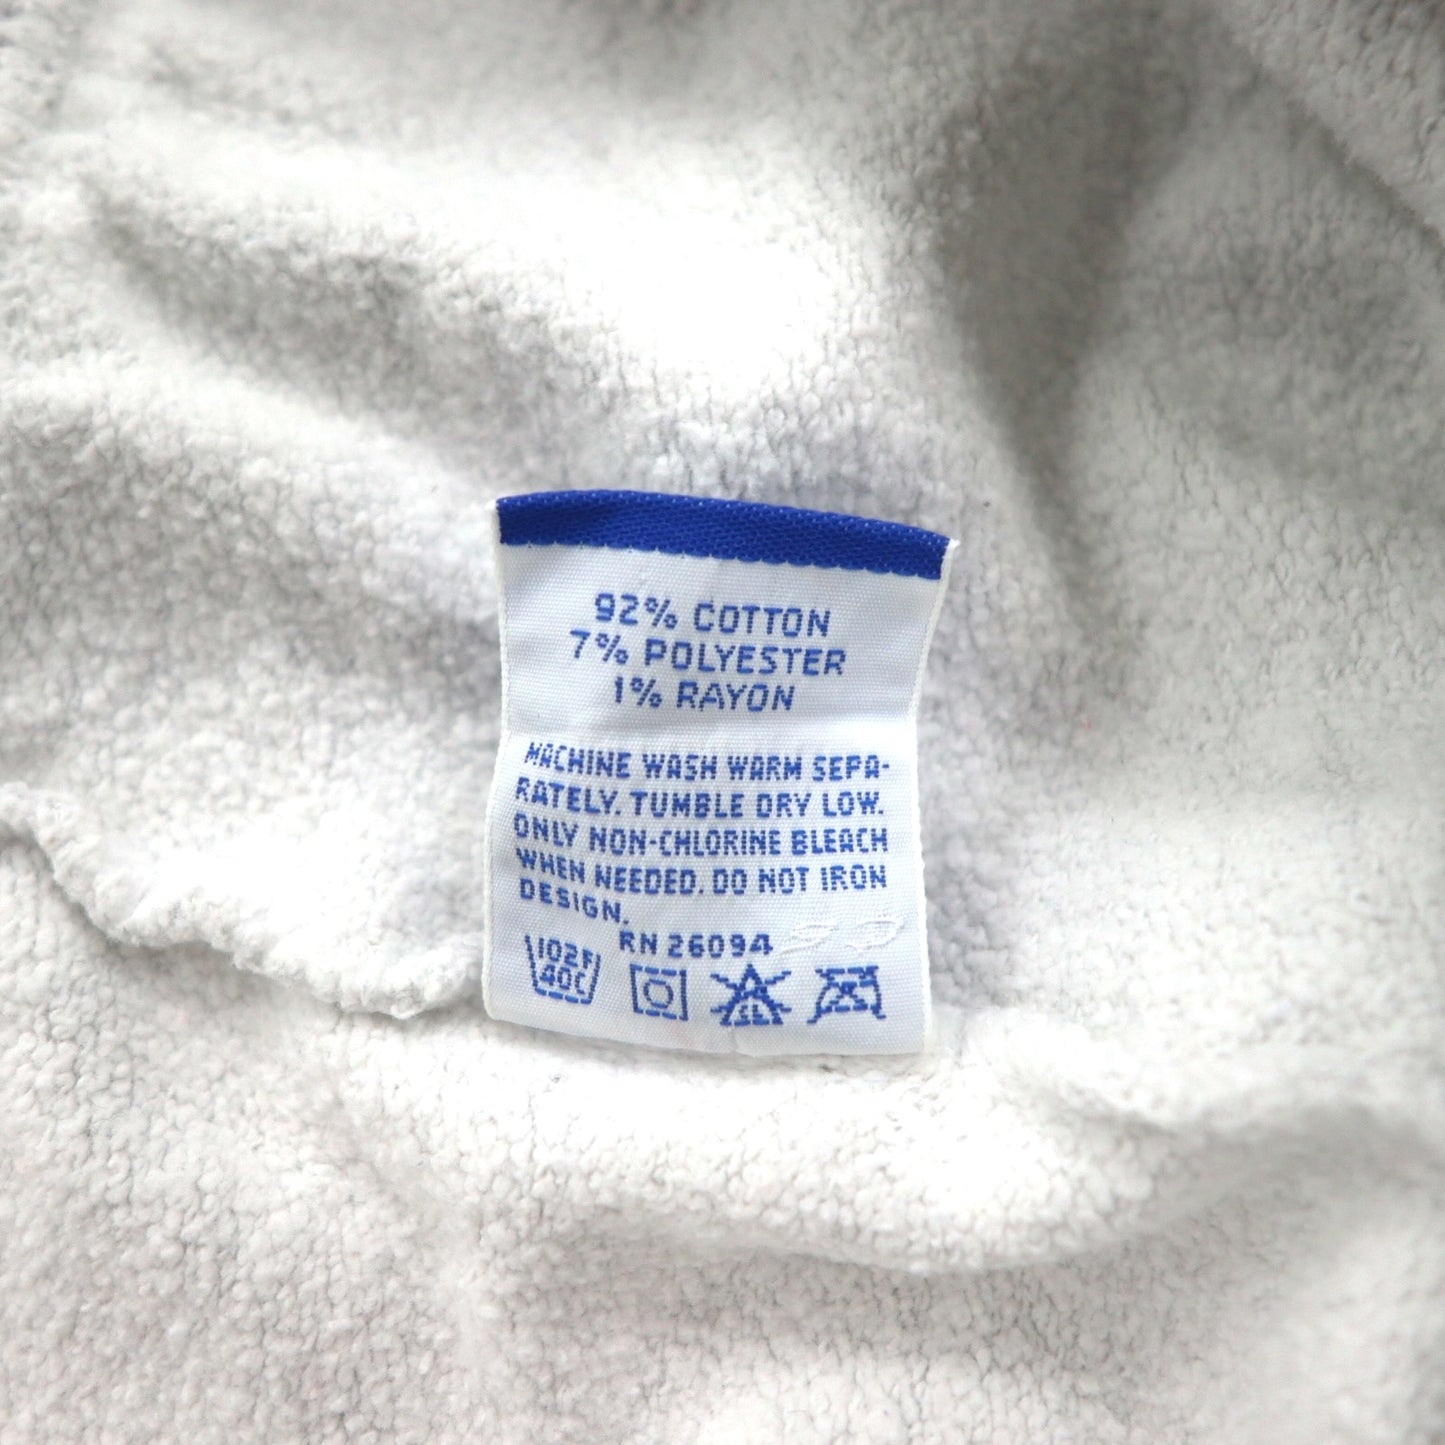 92% COTTON
7% POLYESTER
1% RAYON
MACHINE WASH WARM SEPA-
RATELY. TUMBLE DRY LOW.
ONLY NON-CHLORINE BLEACH
WHEN NEEDED. DO NOT IRON
DESIGN.
RN 26094
102F
40C
CL